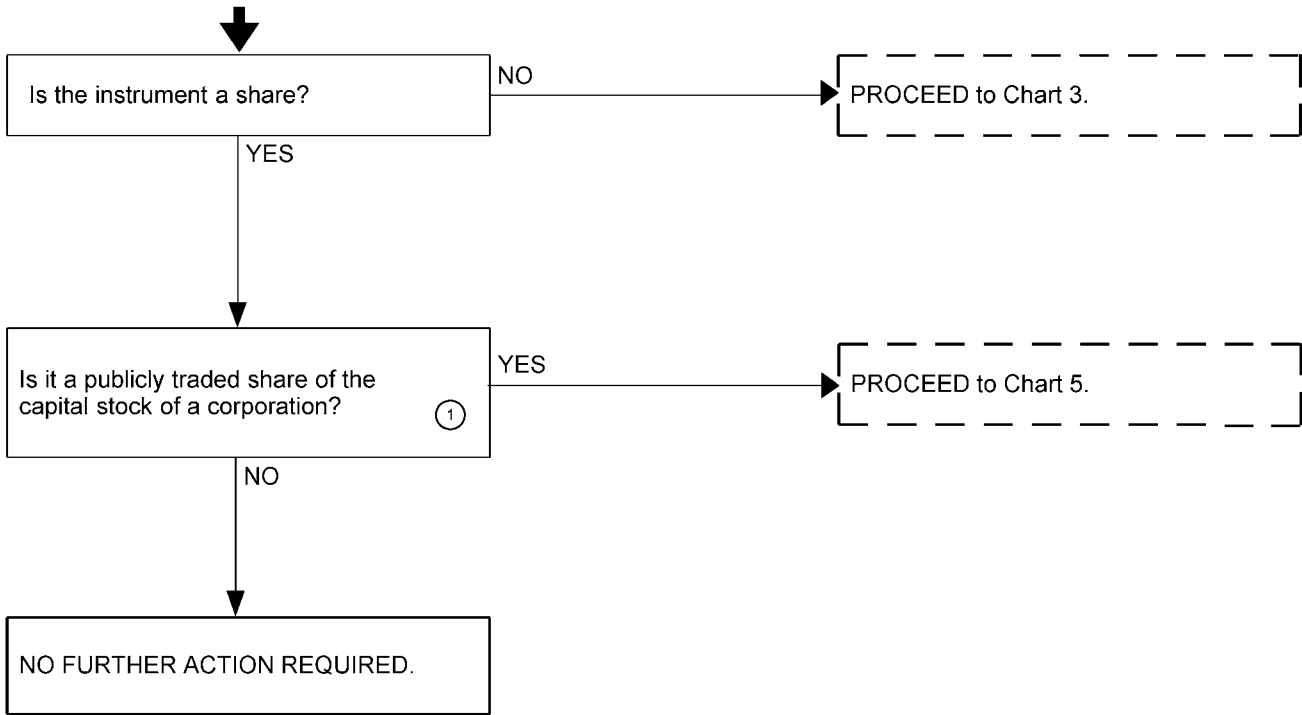 Is the instrument a share?
NO
PROCEED to Chart 3.
YES
Is it a publicly traded share of the
capital stock of a corporation?
1
YES
PROCEED to Chart 5.
NO
NO FURTHER ACTION REQUIRED.